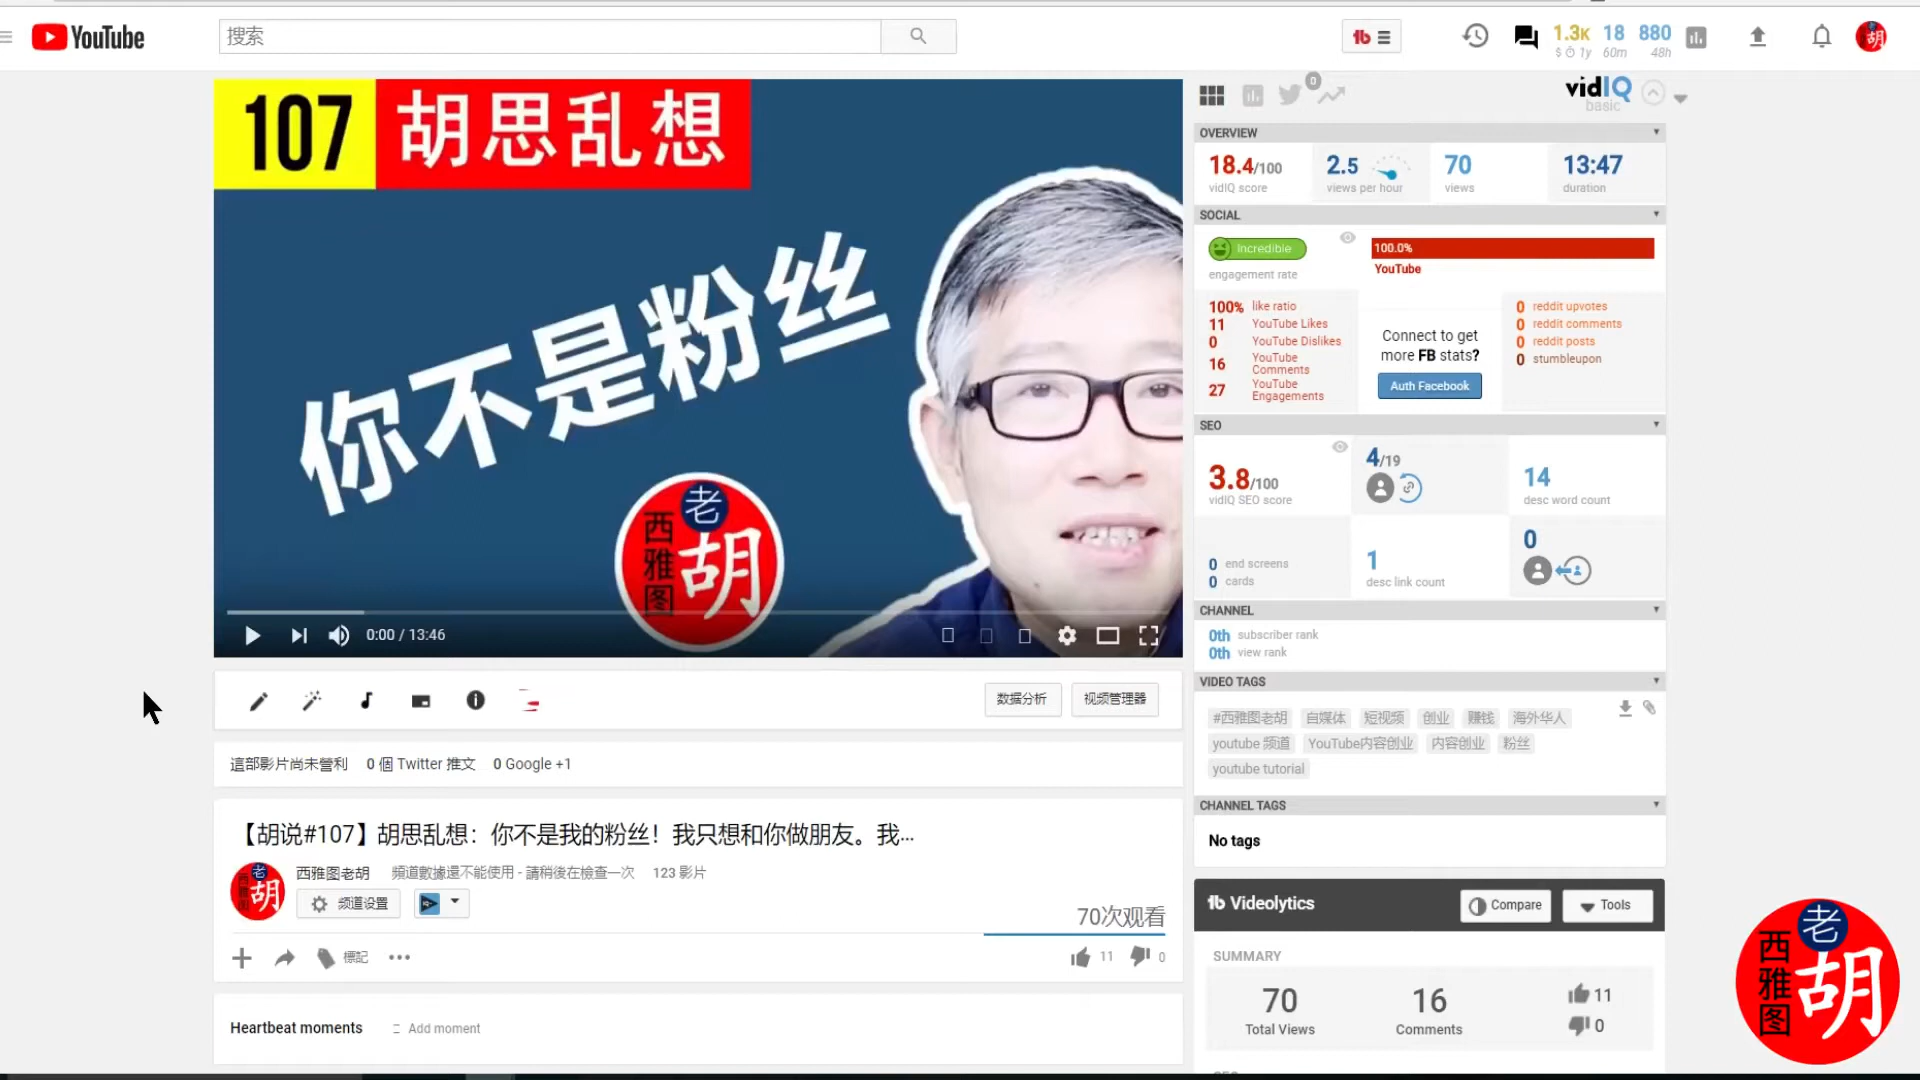 YouTube
搜索
1.3K 18 880
1y 60m 48h
107 胡思乱想
你不是粉丝
老
西雅图
胡
0:00 / 13:46
数据分析 视频管理器
這部影片尚未營利 0 個 Twitter 推文 0 Google +1
【胡说#107】胡思乱想：你不是我的粉丝！我只想和你做朋友。我...
西雅图老胡 頻道數據還不能使用 - 請稍後在檢查一次 123 影片
频道设置
70次观看
標記 11 0
Heartbeat moments Add moment
0
vidIQ
basic
OVERVIEW
18.4/100 2.5 70 13:47
vidIQ score views per hour views duration
SOCIAL
Incredible 100.0%
engagement rate YouTube
100% like ratio
11 YouTube Likes
0 YouTube Dislikes
16 YouTube Comments
27 YouTube Engagements
Connect to get
more FB stats?
Auth Facebook
0 reddit upvotes
0 reddit comments
0 reddit posts
0 stumbleupon
SEO
3.8/100 4/19 14
vidIQ SEO score desc word count
0 end screens
0 cards
1
desc link count
0
CHANNEL
0th subscriber rank
0th view rank
VIDEO TAGS
#西雅图老胡 自媒体 短视频 创业 赚钱 海外华人
youtube 频道 YouTube内容创业 内容创业 粉丝
youtube tutorial
CHANNEL TAGS
No tags
Videolytics Compare Tools
SUMMARY
70 16 11
Total Views Comments 0
老
西雅图
胡